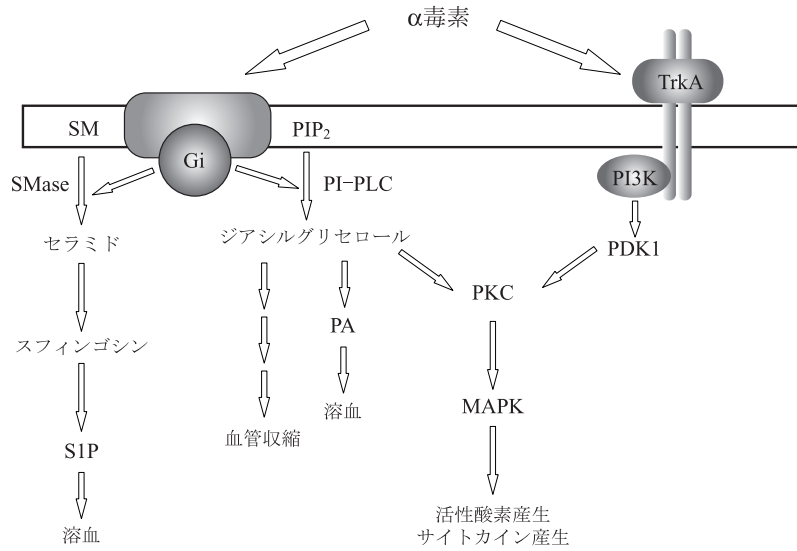 α毒素
TrkA
SM
PIP₂
Gi
SMase
PI-PLC
PI3K
セラミド
ジアシルグリセロール
PDK1
PKC
PA
スフィンゴシン
MAPK
溶血
血管収縮
S1P
活性酸素産生
サイトカイン産生
溶血